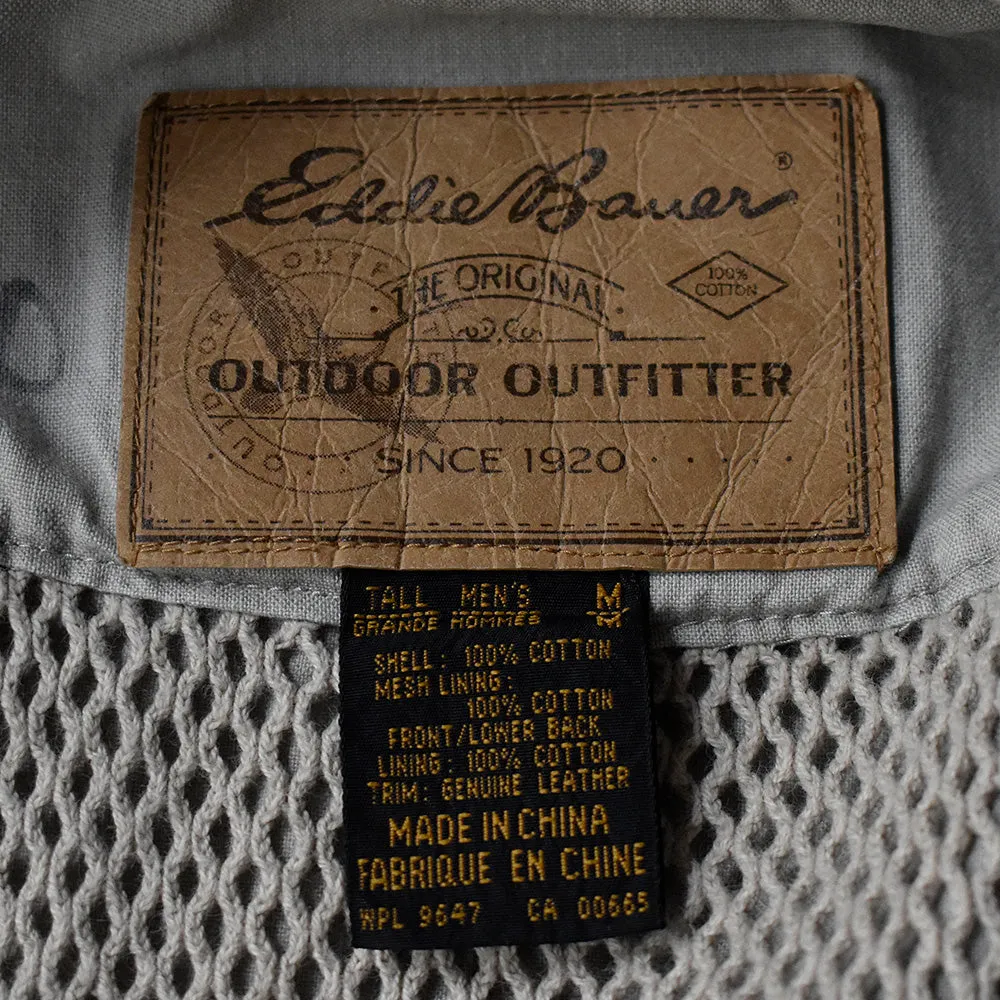 Eddie Bauer ®
OUTDOOR OUTFI
THE ORIGINAL
100%
COTTON
OUTDOOR OUTFITTER
SINCE 1920
TALL MEN'S M
GRANDE HOMMES M
SHELL: 100% COTTON
MESH LINING:
100% COTTON
FRONT/LOWER BACK
LINING: 100% COTTON
TRIM: GENUINE LEATHER
MADE IN CHINA
FABRIQUE EN CHINE
WPL 9647 CA 00665